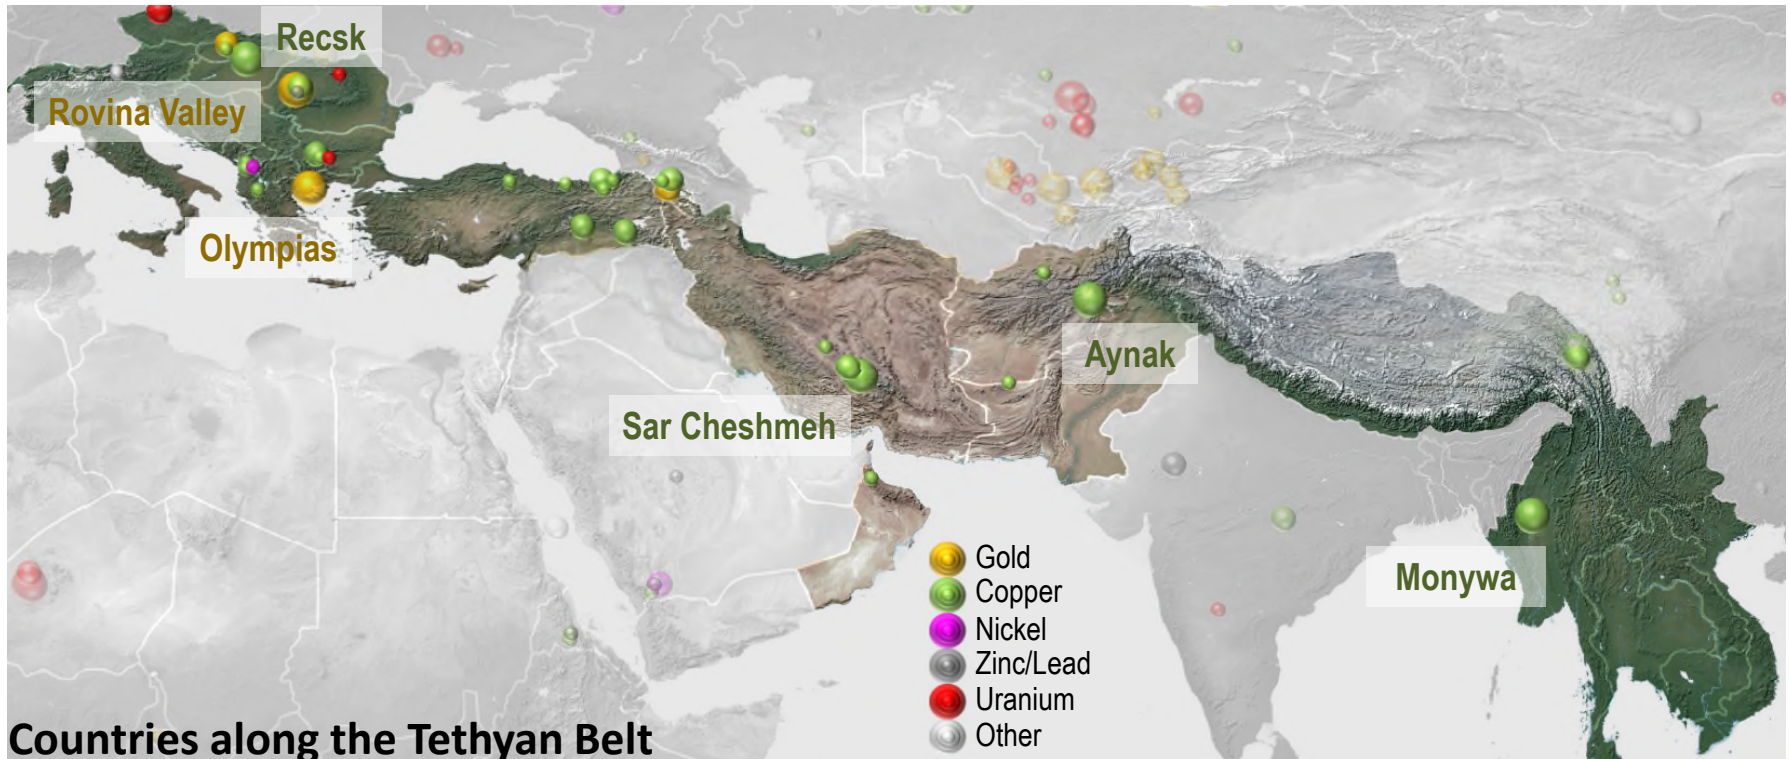 Recsk
Rovina Valley
Olympias
Aynak
Sar Cheshmeh
Monywa
Gold
Copper
Nickel
Zinc/Lead
Uranium
Other
Countries along the Tethyan Belt